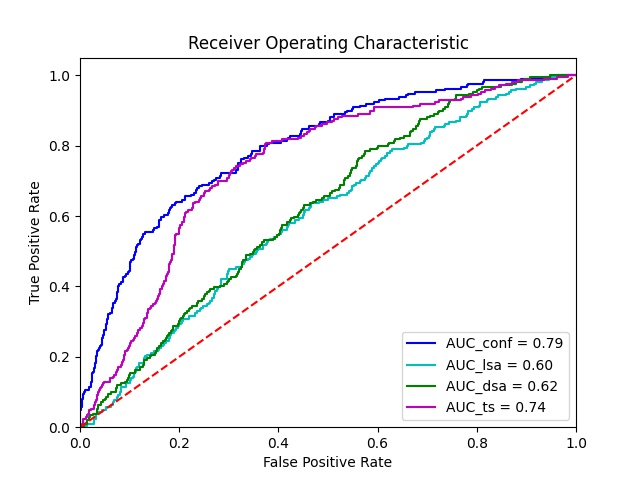 Receiver Operating Characteristic
True Positive Rate
1.0
0.8
0.6
0.4
0.2
0.0
0.0 0.2 0.4 0.6 0.8 1.0
False Positive Rate
AUC_conf = 0.79
AUC_lsa = 0.60
AUC_dsa = 0.62
AUC_ts = 0.74